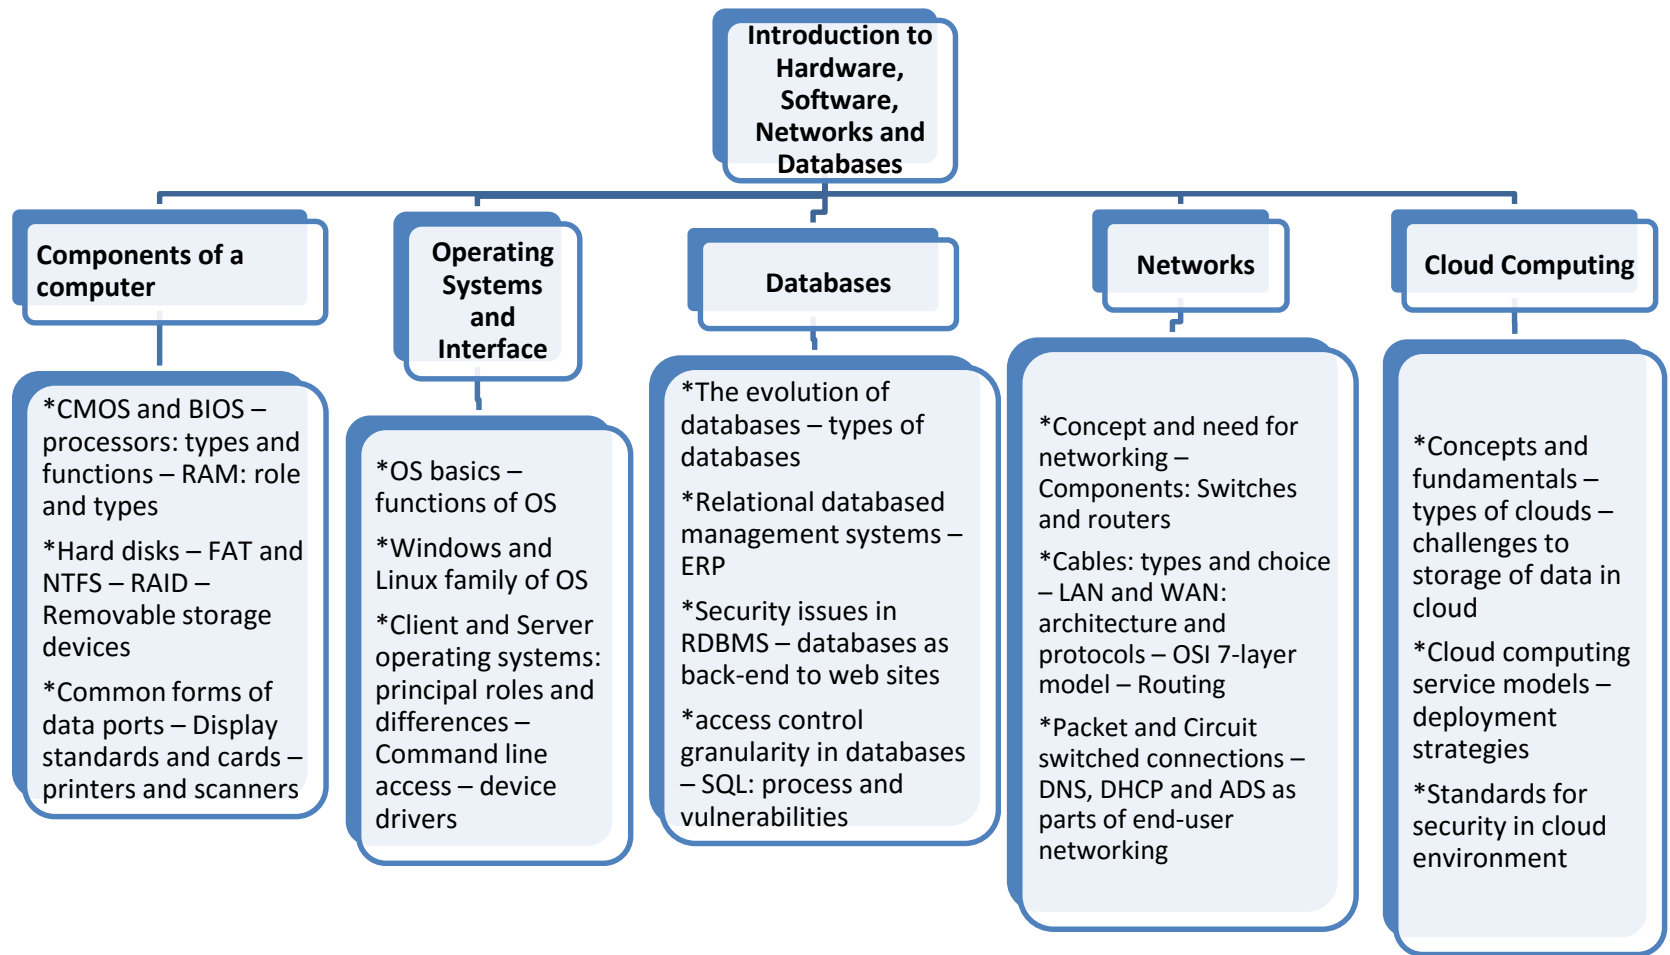 Introduction to
Hardware,
Software,
Networks and
Databases
Components of a
computer
*CMOS and BIOS –
processors: types and
functions – RAM: role
and types
*Hard disks – FAT and
NTFS – RAID –
Removable storage
devices
*Common forms of
data ports – Display
standards and cards –
printers and scanners
Operating
Systems
and
Interface
*OS basics –
functions of OS
*Windows and
Linux family of OS
*Client and Server
operating systems:
principal roles and
differences –
Command line
access – device
drivers
Databases
*The evolution of
databases – types of
databases
*Relational databased
management systems –
ERP
*Security issues in
RDBMS – databases as
back-end to web sites
*access control
granularity in databases
– SQL: process and
vulnerabilities
Networks
*Concept and need for
networking –
Components: Switches
and routers
*Cables: types and choice
– LAN and WAN:
architecture and
protocols – OSI 7-layer
model – Routing
*Packet and Circuit
switched connections –
DNS, DHCP and ADS as
parts of end-user
networking
Cloud Computing
*Concepts and
fundamentals –
types of clouds –
challenges to
storage of data in
cloud
*Cloud computing
service models –
deployment
strategies
*Standards for
security in cloud
environment